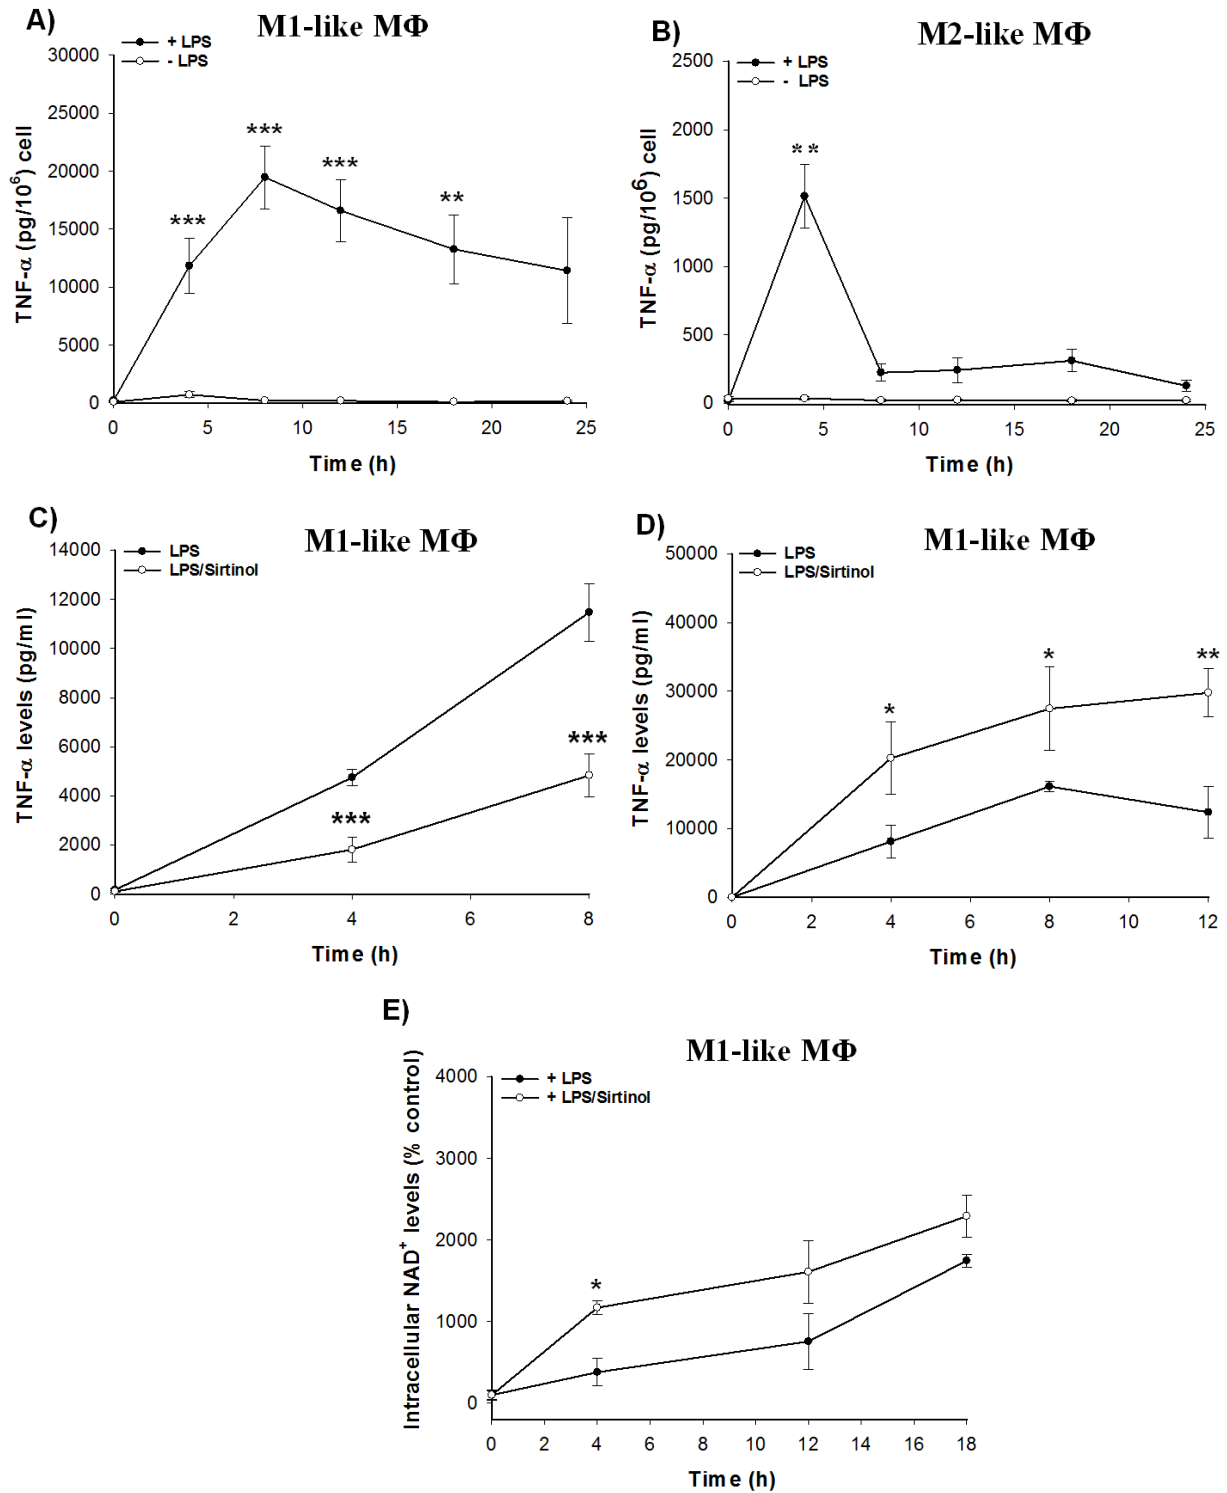 A)
M1-like MΦ
+ LPS
- LPS
30000
25000
20000
15000
10000
5000
0
TNF-α (pg/10⁶) cell
***
***
***
**
0 5 10 15 20 25
Time (h)
B)
M2-like MΦ
+ LPS
- LPS
2500
2000
1500
1000
500
0
TNF-α (pg/10⁶) cell
**
0 5 10 15 20 25
Time (h)
C)
M1-like MΦ
LPS
LPS/Sirtinol
14000
12000
10000
8000
6000
4000
2000
0
TNF-α levels (pg/ml)
***
***
0 2 4 6 8
Time (h)
D)
M1-like MΦ
LPS
LPS/Sirtinol
50000
40000
30000
20000
10000
0
TNF-α levels (pg/ml)
*
*
**
0 2 4 6 8 10 12
Time (h)
E)
M1-like MΦ
+ LPS
+ LPS/Sirtinol
4000
3000
2000
1000
0
Intracellular NAD⁺ levels (% control)
*
0 2 4 6 8 10 12 14 16 18
Time (h)